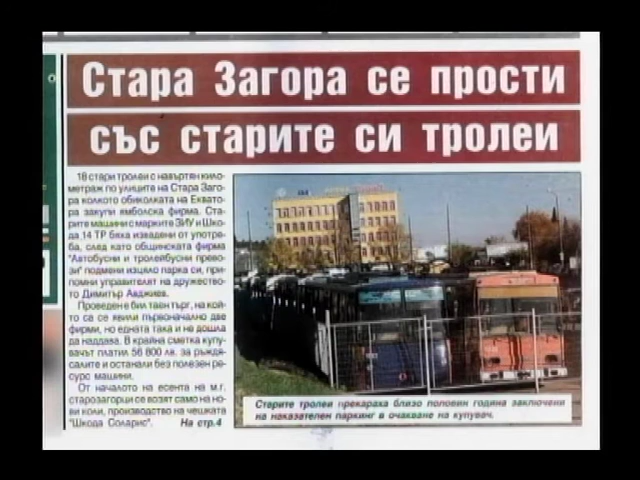 Стара Загора се прости
със старите си тролеи
18 стари тролеи с навъртян кило-
метраж по улиците на Стара Заго-
ра колкото обиколката на Еквато-
ра закупи ямболска фирма. Ста-
рите машини с марките ЗИУ и Шко-
да 14 ТР бяха извадени от упот-
ба, след като общинската фирма
"Автобусни и тролейбусни прево-
зи" подмени изцяло парка си, при-
помни управителят на дружество-
то Димитър Авджиев.
Проведен е бил таен търг, на кой-
то са се явили първоначално две
фирми, но едната така и не дошла
да наддава. В крайна сметка купу-
вачът платил 56 800 лв. за ръждя-
салите и останали без полезен ре-
сурс машини.
От началото на есента на м.г.
старозагорци се возят само на но-
ви коли, производство на чешката
"Шкода Соларис". На стр.4
Старите тролеи прекараха близо половин година заключени
на наказателен паркинг в очакване на купувач.